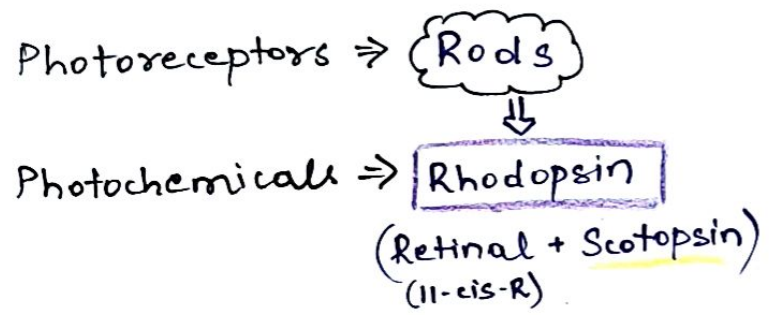 Photoreceptors ⇒ Rods
⇓
Photochemicals ⇒ Rhodopsin
(Retinal + Scotopsin)
(11-cis-R)